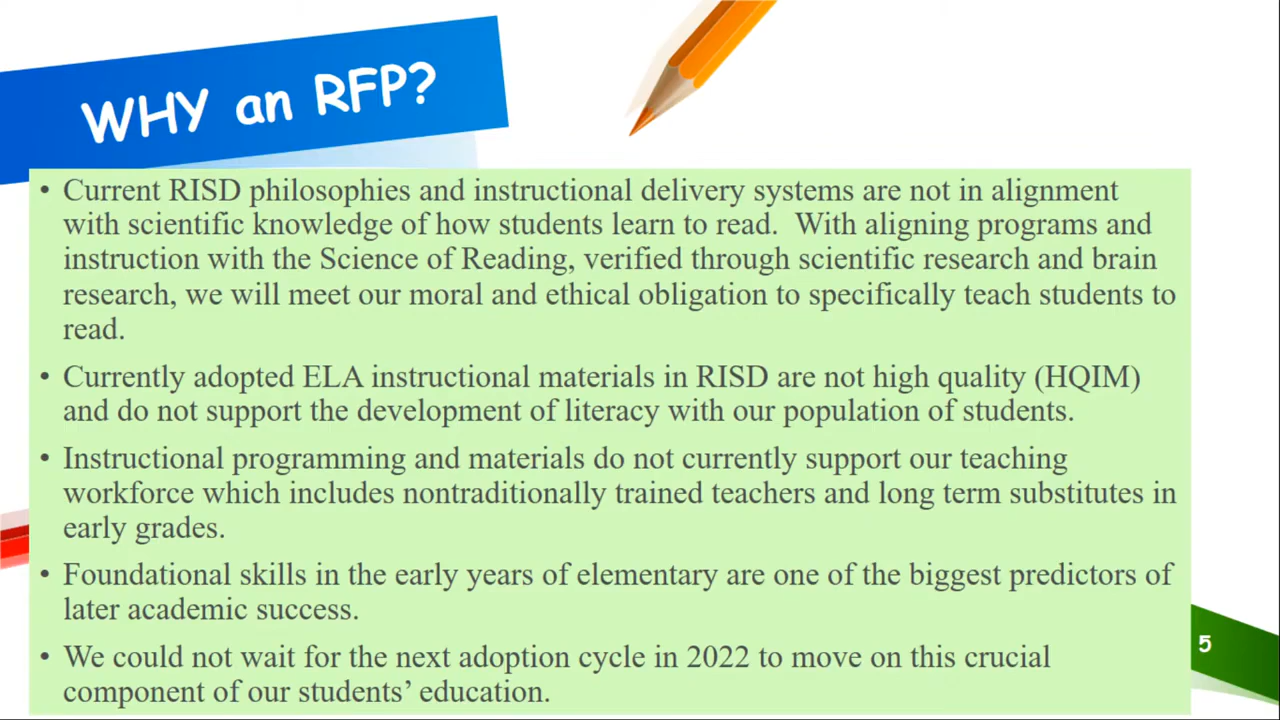 WHY an RFP?
• Current RISD philosophies and instructional delivery systems are not in alignment
with scientific knowledge of how students learn to read.  With aligning programs and
instruction with the Science of Reading, verified through scientific research and brain
research, we will meet our moral and ethical obligation to specifically teach students to
read.
• Currently adopted ELA instructional materials in RISD are not high quality (HQIM)
and do not support the development of literacy with our population of students.
• Instructional programming and materials do not currently support our teaching
workforce which includes nontraditionally trained teachers and long term substitutes in
early grades.
• Foundational skills in the early years of elementary are one of the biggest predictors of
later academic success.
• We could not wait for the next adoption cycle in 2022 to move on this crucial
component of our students’ education.
5